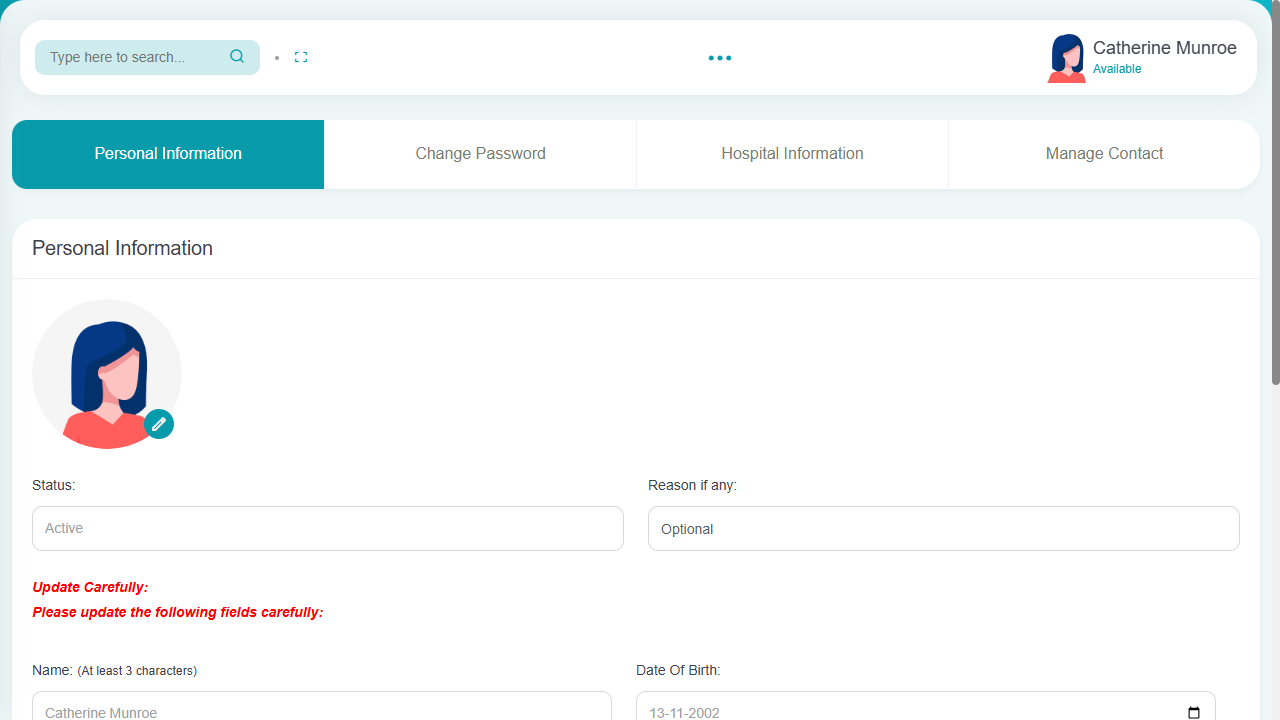 Type here to search...
Catherine Munroe
Available
Personal Information
Change Password
Hospital Information
Manage Contact
Personal Information
Status:
Reason if any:
Active
Optional
Update Carefully:
Please update the following fields carefully:
Name: (At least 3 characters)
Date Of Birth:
Catherine Munroe
13-11-2002